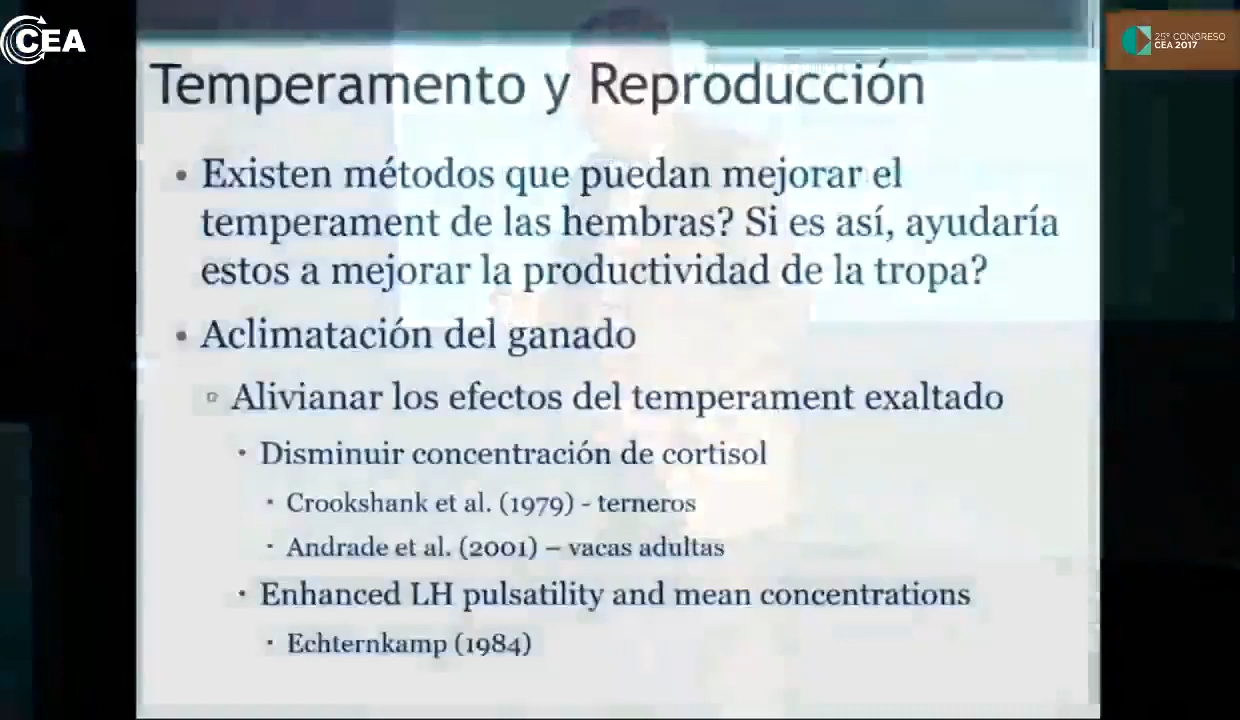 CEA
25º CONGRESO
CEA 2017
Temperamento y Reproducción
• Existen métodos que puedan mejorar el
temperament de las hembras? Si es así, ayudaría
estos a mejorar la productividad de la tropa?
• Aclimatación del ganado
▫ Alivianar los efectos del temperament exaltado
• Disminuir concentración de cortisol
• Crookshank et al. (1979) - terneros
• Andrade et al. (2001) – vacas adultas
• Enhanced LH pulsatility and mean concentrations
• Echternkamp (1984)